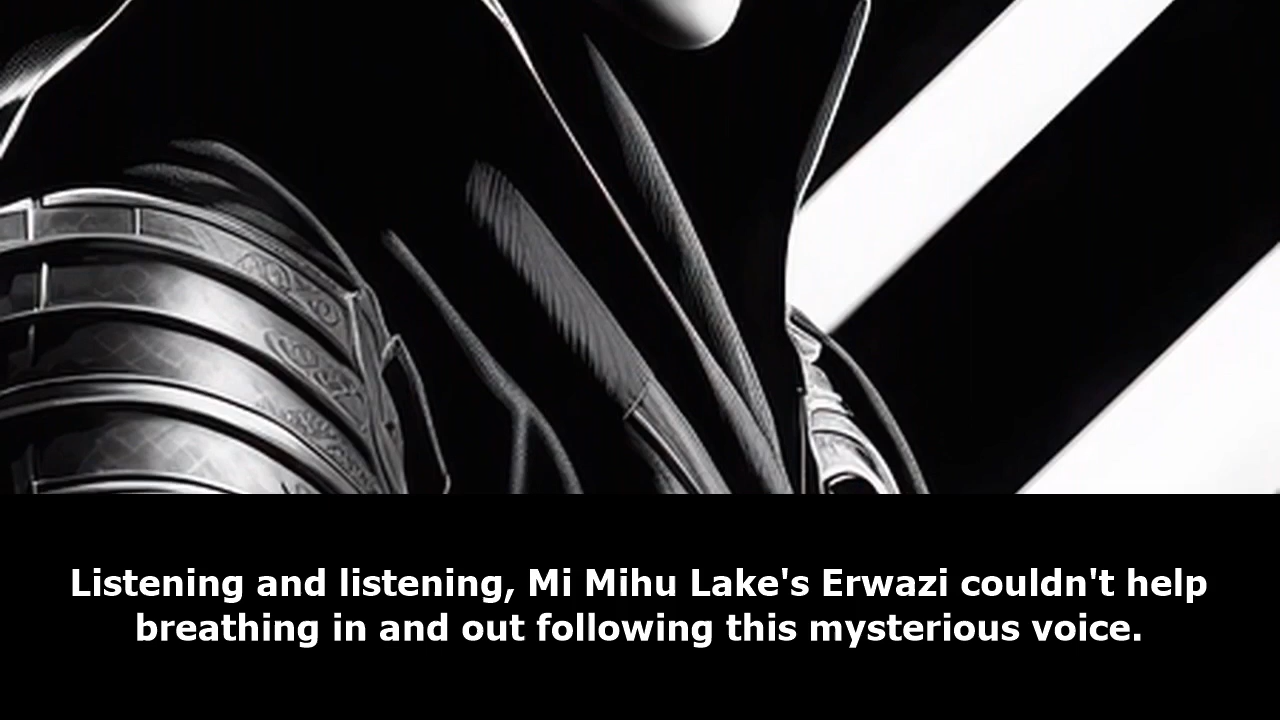 Listening and listening, Mi Mihu Lake's Erwazi couldn't help
breathing in and out following this mysterious voice.